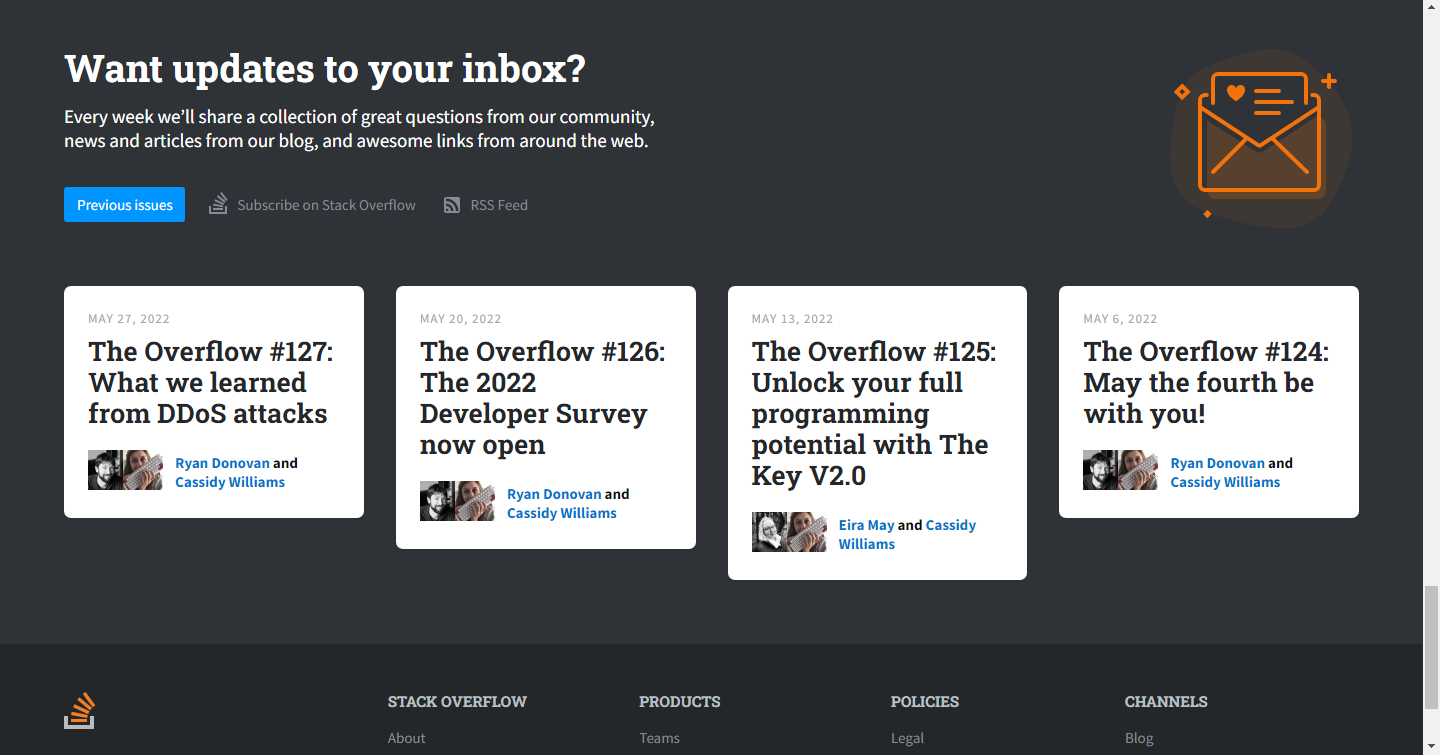 Want updates to your inbox?
Every week we’ll share a collection of great questions from our community,
news and articles from our blog, and awesome links from around the web.
Previous issues
Subscribe on Stack Overflow
RSS Feed
MAY 27, 2022
The Overflow #127:
What we learned
from DDoS attacks
Ryan Donovan and
Cassidy Williams
MAY 20, 2022
The Overflow #126:
The 2022
Developer Survey
now open
Ryan Donovan and
Cassidy Williams
MAY 13, 2022
The Overflow #125:
Unlock your full
programming
potential with The
Key V2.0
Eira May and Cassidy
Williams
MAY 6, 2022
The Overflow #124:
May the fourth be
with you!
Ryan Donovan and
Cassidy Williams
STACK OVERFLOW
About
PRODUCTS
Teams
POLICIES
Legal
CHANNELS
Blog